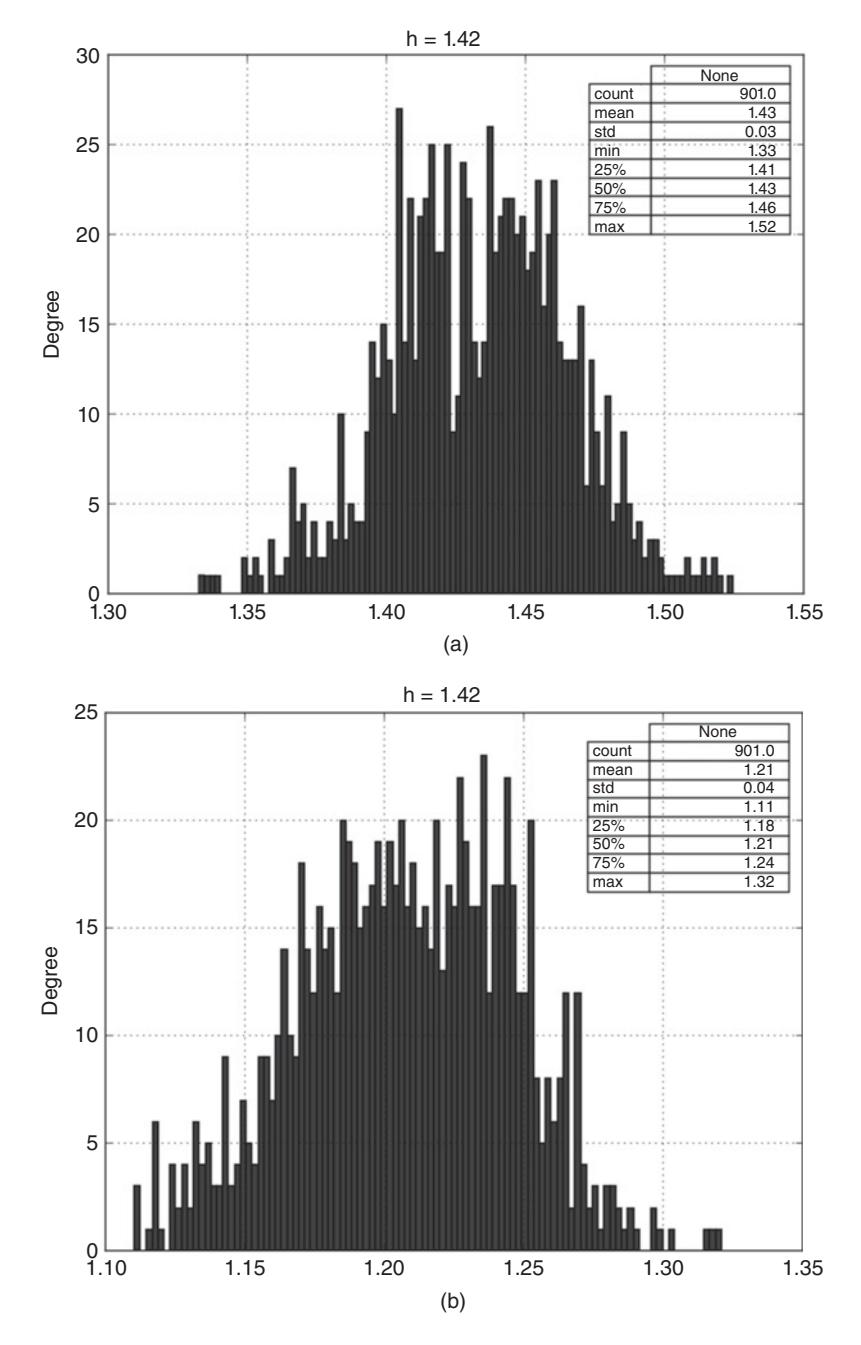 h = 1.42
30
25
20
15
10
5
0
Degree
1.30
1.35
1.40
1.45
1.50
1.55
None
count 901.0
mean 1.43
std 0.03
min 1.33
25% 1.41
50% 1.43
75% 1.46
max 1.52
(a)
h = 1.42
25
20
15
10
5
0
Degree
1.10
1.15
1.20
1.25
1.30
1.35
None
count 901.0
mean 1.21
std 0.04
min 1.11
25% 1.18
50% 1.21
75% 1.24
max 1.32
(b)